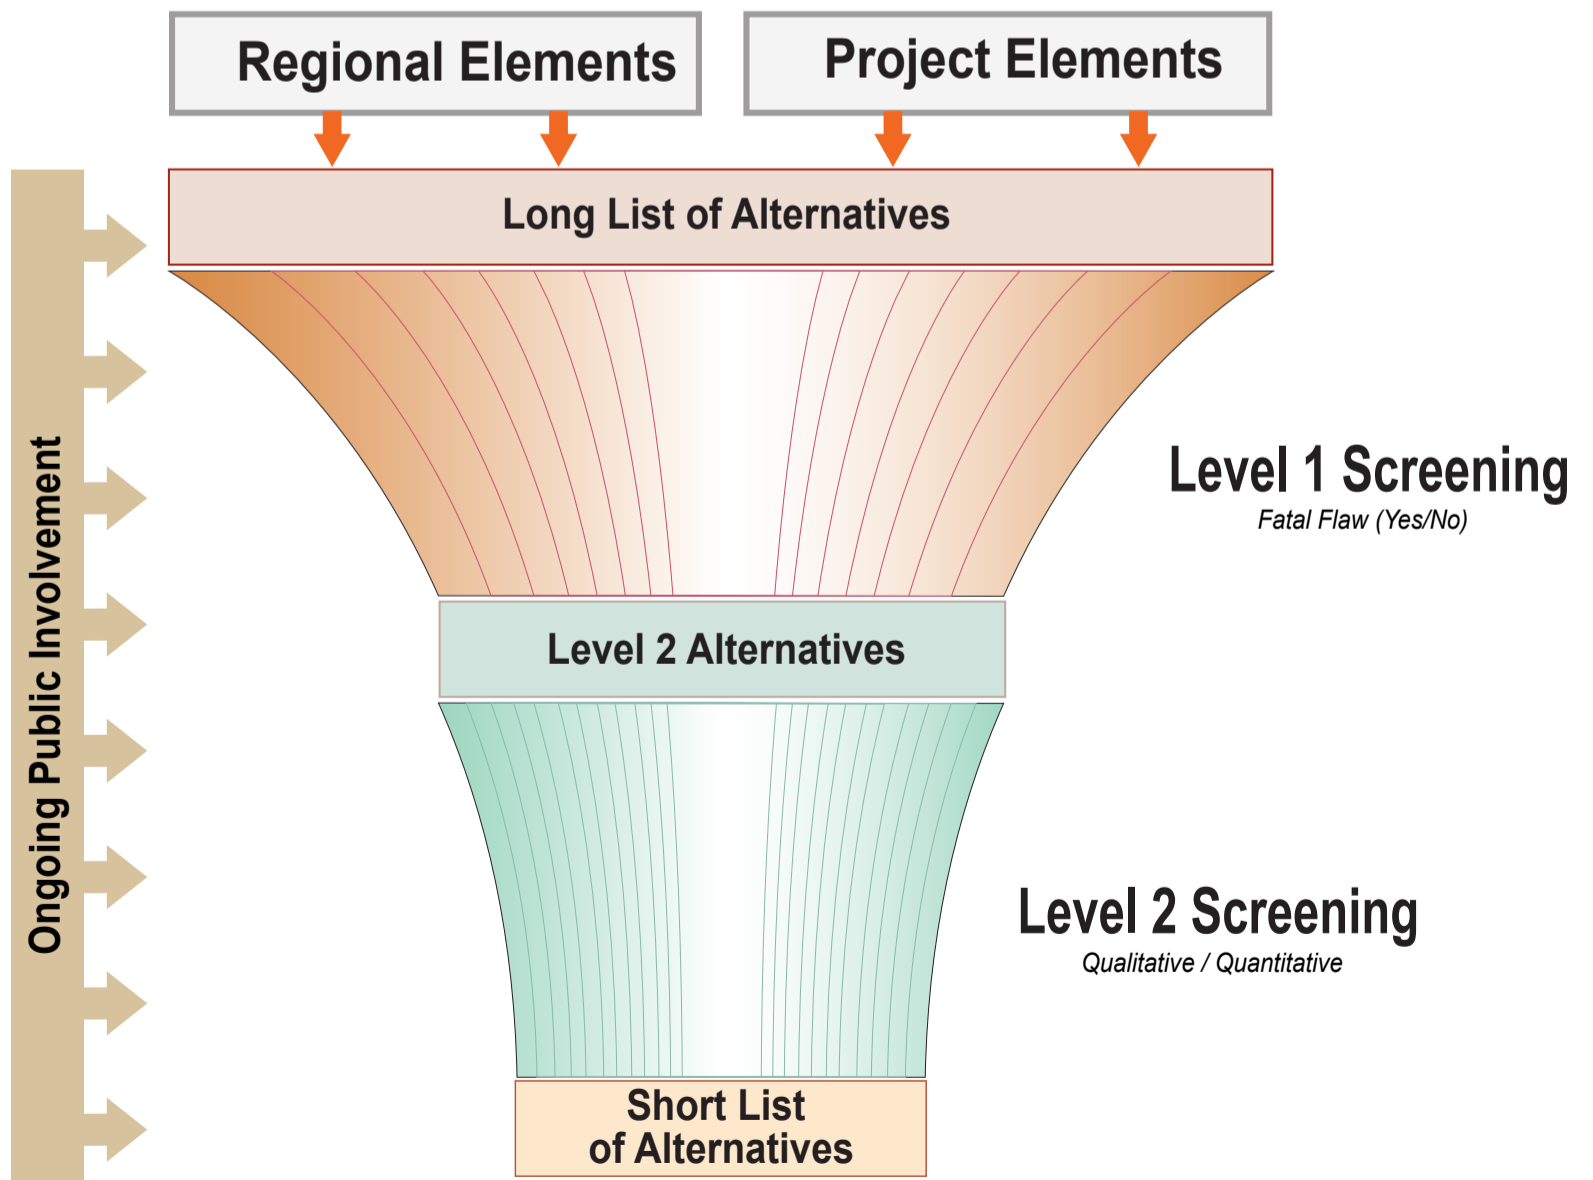 Regional Elements
Project Elements
Long List of Alternatives
Ongoing Public Involvement
Level 1 Screening
Fatal Flaw (Yes/No)
Level 2 Alternatives
Level 2 Screening
Qualitative / Quantitative
Short List
of Alternatives